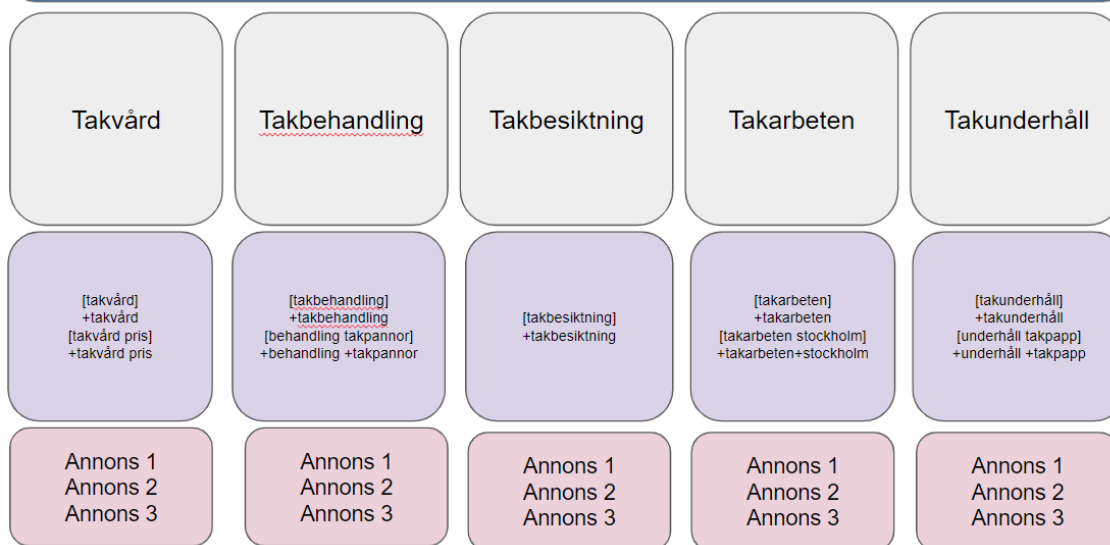 Takvård
Takbehandling
Takbesiktning
Takarbeten
Takunderhåll
[takvård]
+takvård
[takvård pris]
+takvård pris
[takbehandling]
+takbehandling
[behandling takpannor]
+behandling +takpannor
[takbesiktning]
+takbesiktning
[takarbeten]
+takarbeten
[takarbeten stockholm]
+takarbeten+stockholm
[takunderhåll]
+takunderhåll
[underhåll takpapp]
+underhåll +takpapp
Annons 1
Annons 2
Annons 3
Annons 1
Annons 2
Annons 3
Annons 1
Annons 2
Annons 3
Annons 1
Annons 2
Annons 3
Annons 1
Annons 2
Annons 3